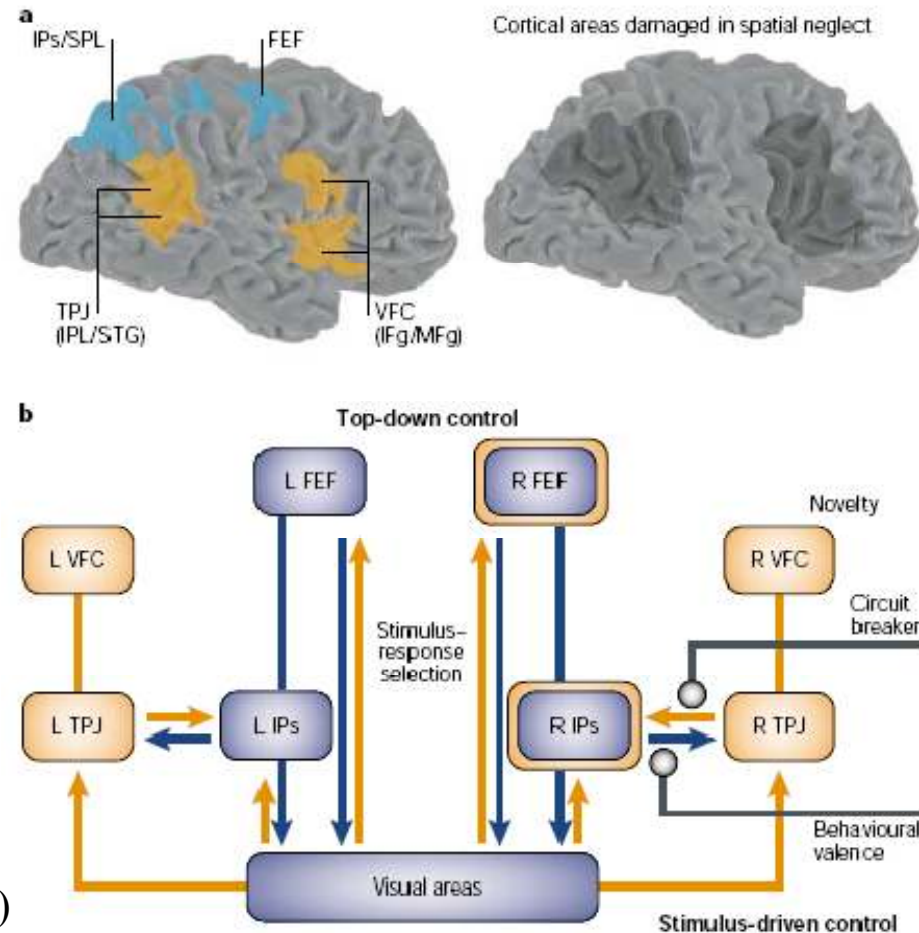 a
Cortical areas damaged in spatial neglect
IPs/SPL
FEF
TPJ
(IPL/STG)
VFC
(IFg/MFg)
b
Top-down control
L FEF
R FEF
Novelty
L VFC
R VFC
Circuit
breaker
Stimulus–
response
selection
L TPJ
L IPs
R IPs
R TPJ
Behavioural
valence
Visual areas
)
Stimulus-driven control